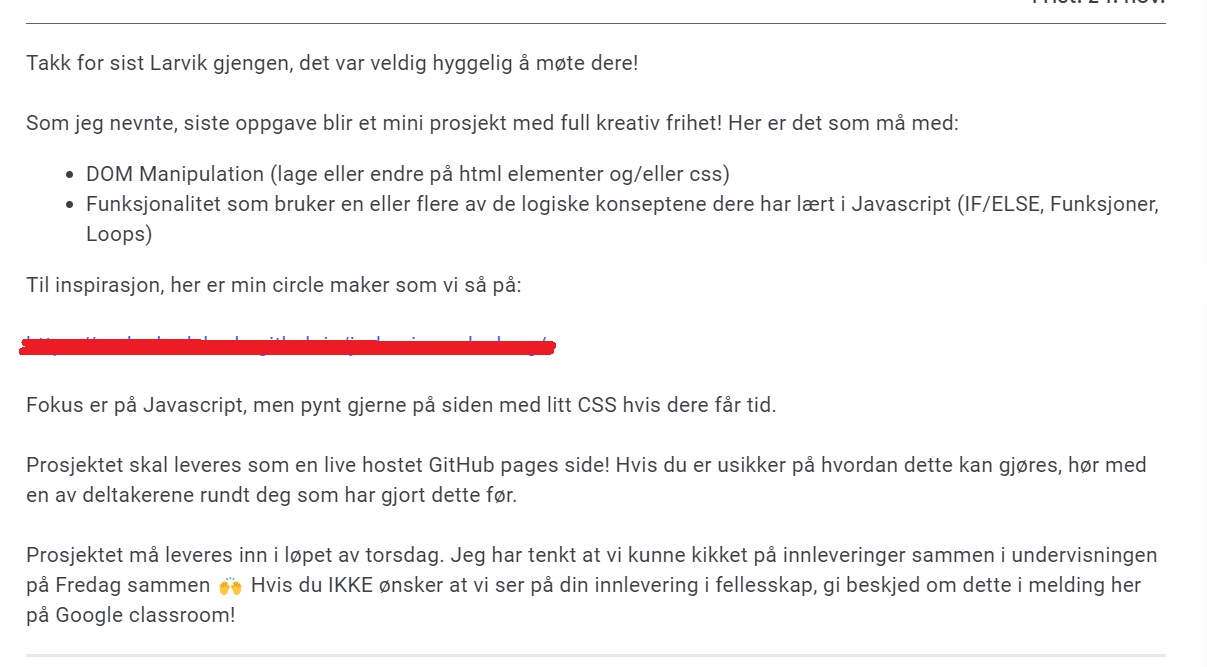 Takk for sist Larvik gjengen, det var veldig hyggelig å møte dere!
Som jeg nevnte, siste oppgave blir et mini prosjekt med full kreativ frihet! Her er det som må med:
• DOM Manipulation (lage eller endre på html elementer og/eller css)
• Funksjonalitet som bruker en eller flere av de logiske konseptene dere har lært i Javascript (IF/ELSE, Funksjoner,
Loops)
Til inspirasjon, her er min circle maker som vi så på:
Fokus er på Javascript, men pynt gjerne på siden med litt CSS hvis dere får tid.
Prosjektet skal leveres som en live hostet GitHub pages side! Hvis du er usikker på hvordan dette kan gjøres, hør med
en av deltakerene rundt deg som har gjort dette før.
Prosjektet må leveres inn i løpet av torsdag. Jeg har tenkt at vi kunne kikket på innleveringer sammen i undervisningen
på Fredag sammen 🙌 Hvis du IKKE ønsker at vi ser på din innlevering i fellesskap, gi beskjed om dette i melding her
på Google classroom!